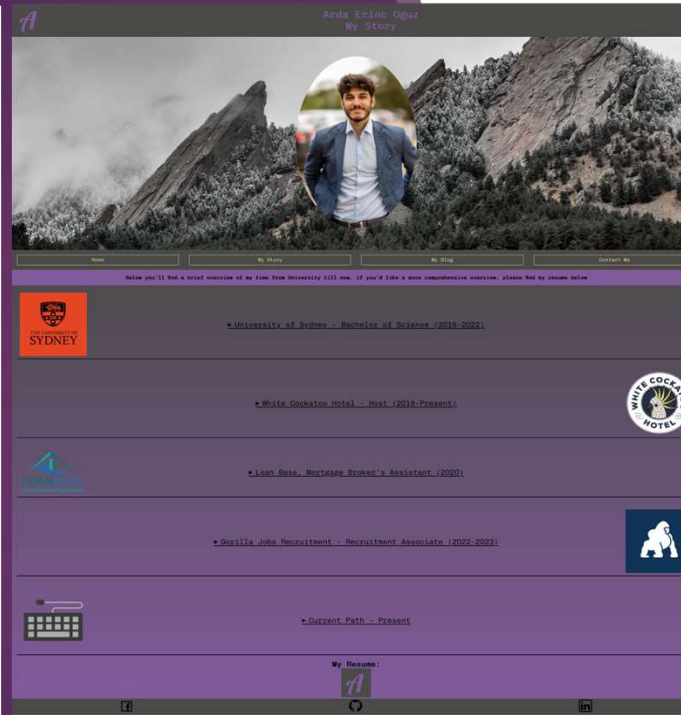 A
Arda Erinc Oguz
My Story
Home
My Story
My Blog
Contact Me
Below you'll find a brief overview of my time from University till now, if you'd like a more comprehensive overview, please find my resume below
THE UNIVERSITY OF
SYDNEY
▸ University of Sydney - Bachelor of Science (2018-2022)
▸ White Cockatoo Hotel - Host (2019-Present)
WHITE COCKA
HOTEL
▸ Loan Base, Mortgage Broker's Assistant (2020)
▸ Gorilla Jobs Recruitment - Recruitment Associate (2022-2023)
▸ Current Path - Present
My Resume:
A
f
in